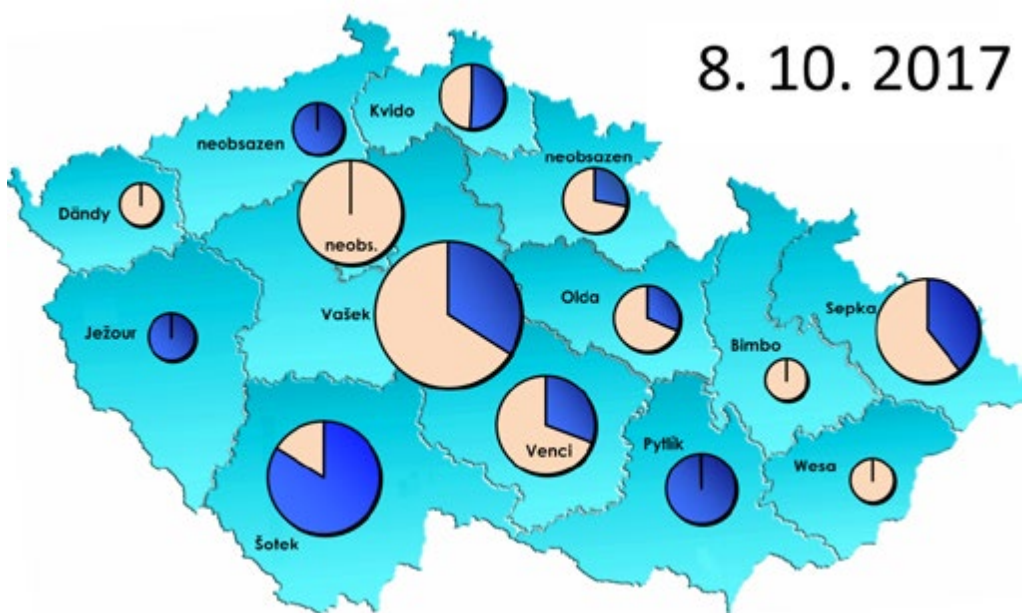 8. 10. 2017
Kvido
neobsazen
neobsazen
Dändy
neobs.
Vašek
Olda
Sepka
Ježour
Bimbo
Venci
Pytlík
Wesa
Šotek